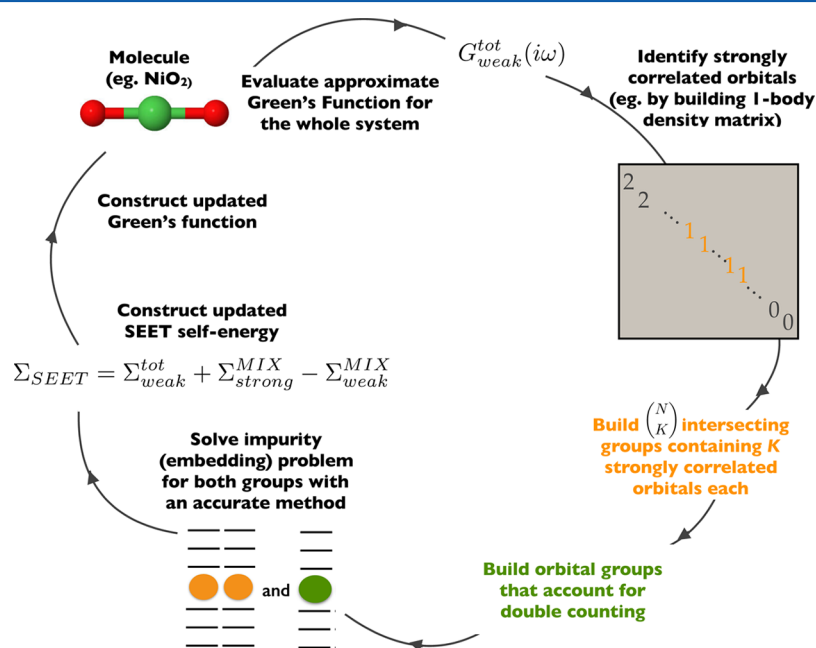 Molecule
(eg. NiO₂)
Evaluate approximate
Green's Function for
the whole system
G^{tot}_{weak}(iω)
Identify strongly
correlated orbitals
(eg. by building 1-body
density matrix)
2
2
⋱
1
1
⋱
1
1
⋱
0
0
Build (N K) intersecting
groups containing K
strongly correlated
orbitals each
Build orbital groups
that account for
double counting
Solve impurity
(embedding) problem
for both groups with
an accurate method
and
Construct updated
SEET self-energy
Σ_{SEET} = Σ^{tot}_{weak} + Σ^{MIX}_{strong} − Σ^{MIX}_{weak}
Construct updated
Green's function